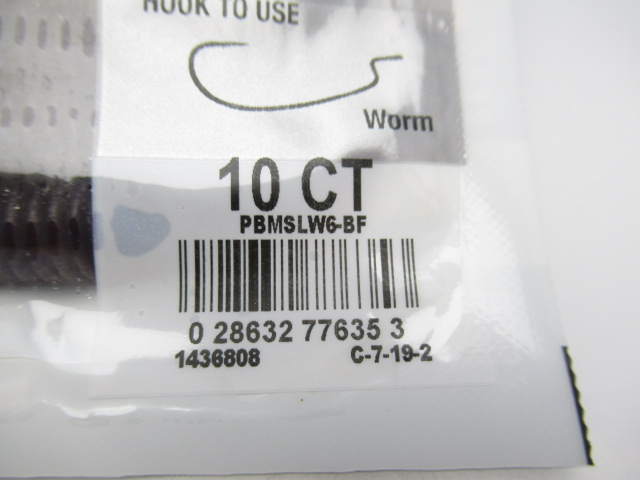 HOOK TO USE
Worm
10 CT
PBMSLW6-BF
0 28632 77635 3
1436808 C-7-19-2